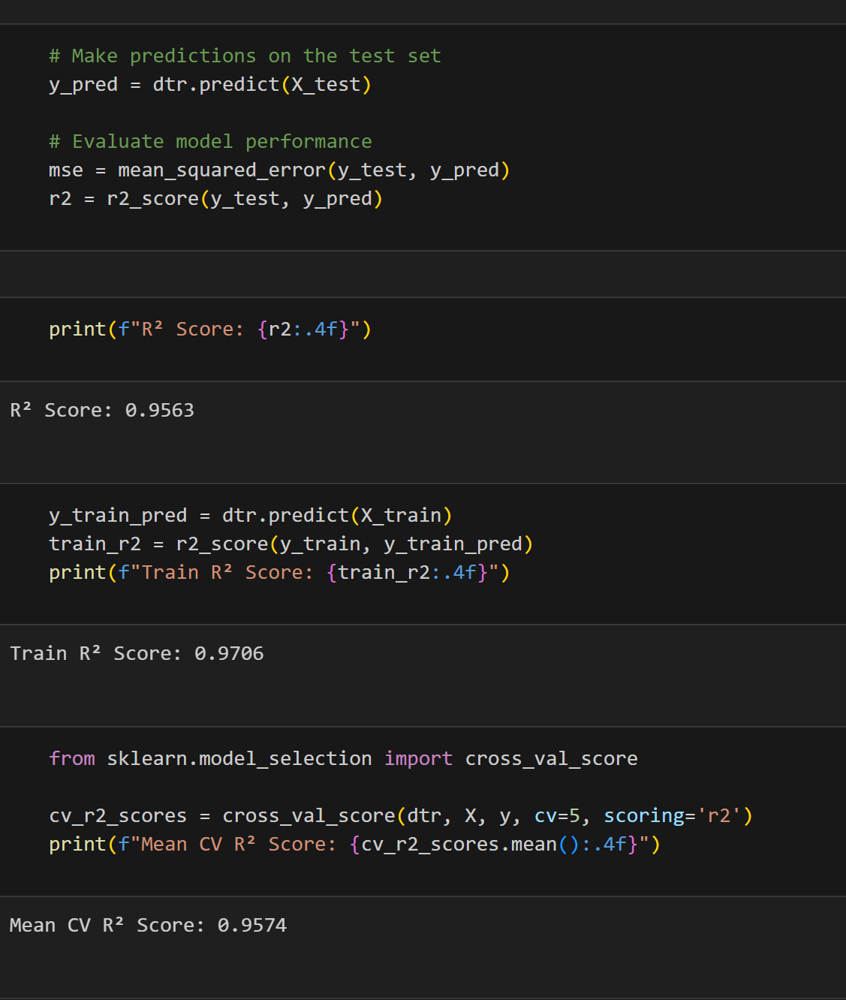 # Make predictions on the test set
y_pred = dtr.predict(X_test)
# Evaluate model performance
mse = mean_squared_error(y_test, y_pred)
r2 = r2_score(y_test, y_pred)
print(f"R² Score: {r2:.4f}")
R² Score: 0.9563
y_train_pred = dtr.predict(X_train)
train_r2 = r2_score(y_train, y_train_pred)
print(f"Train R² Score: {train_r2:.4f}")
Train R² Score: 0.9706
from sklearn.model_selection import cross_val_score
cv_r2_scores = cross_val_score(dtr, X, y, cv=5, scoring='r2')
print(f"Mean CV R² Score: {cv_r2_scores.mean():.4f}")
Mean CV R² Score: 0.9574